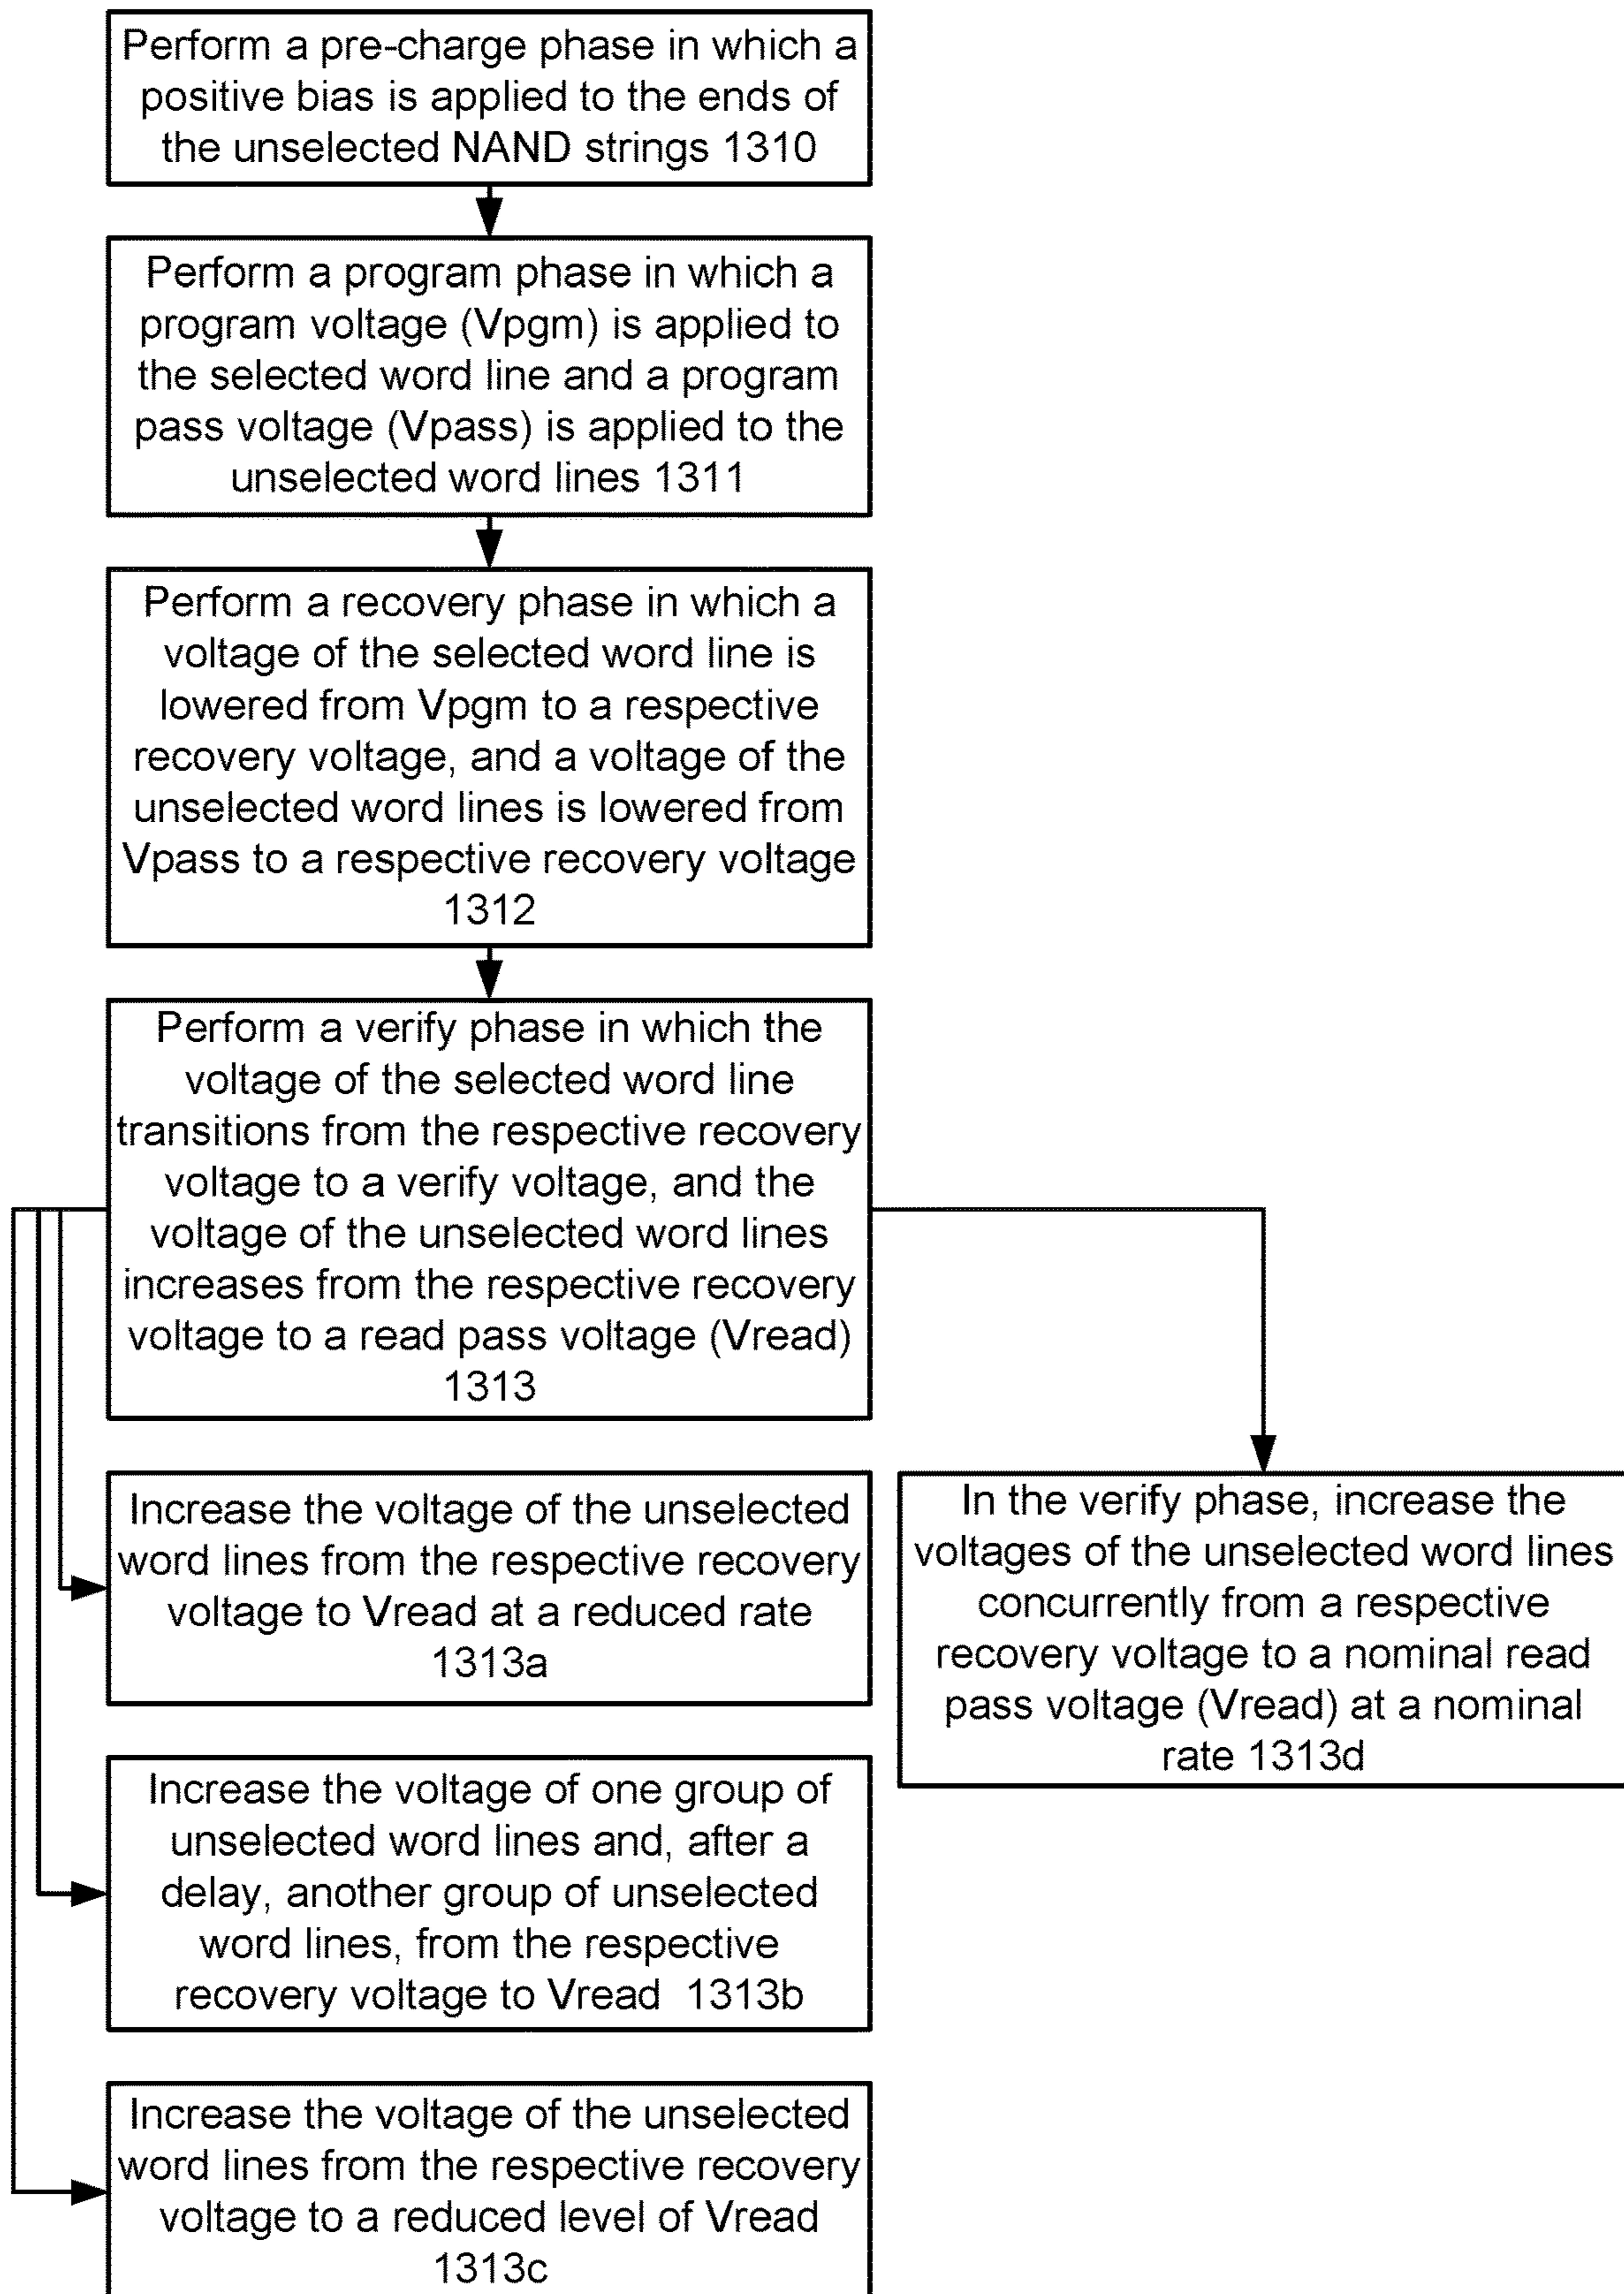 Perform a pre-charge phase in which a
positive bias is applied to the ends of
the unselected NAND strings 1310
Perform a program phase in which a
program voltage (Vpgm) is applied to
the selected word line and a program
pass voltage (Vpass) is applied to the
unselected word lines 1311
Perform a recovery phase in which a
voltage of the selected word line is
lowered from Vpgm to a respective
recovery voltage, and a voltage of the
unselected word lines is lowered from
Vpass to a respective recovery voltage
1312
Perform a verify phase in which the
voltage of the selected word line
transitions from the respective recovery
voltage to a verify voltage, and the
voltage of the unselected word lines
increases from the respective recovery
voltage to a read pass voltage (Vread)
1313
Increase the voltage of the unselected
word lines from the respective recovery
voltage to Vread at a reduced rate
1313a
Increase the voltage of one group of
unselected word lines and, after a
delay, another group of unselected
word lines, from the respective
recovery voltage to Vread 1313b
Increase the voltage of the unselected
word lines from the respective recovery
voltage to a reduced level of Vread
1313c
In the verify phase, increase the
voltages of the unselected word lines
concurrently from a respective
recovery voltage to a nominal read
pass voltage (Vread) at a nominal
rate 1313d